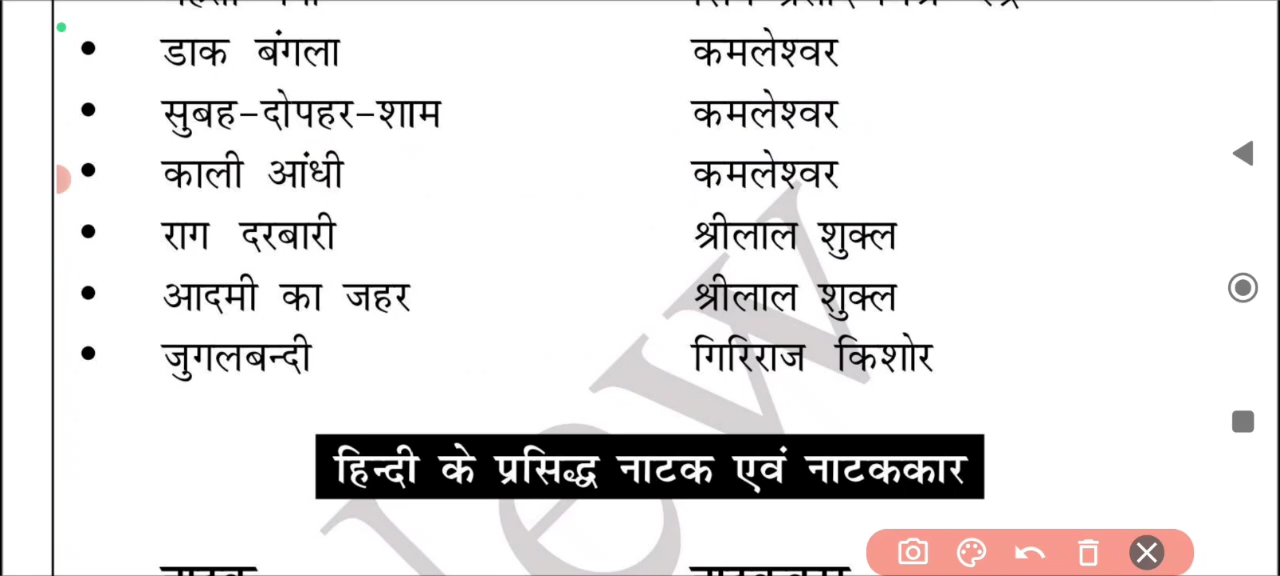 डाक बंगला कमलेश्वर
सुबह-दोपहर-शाम कमलेश्वर
काली आंधी कमलेश्वर
राग दरबारी श्रीलाल शुक्ल
आदमी का जहर श्रीलाल शुक्ल
जुगलबन्दी गिरिराज किशोर
हिन्दी के प्रसिद्ध नाटक एवं नाटककार